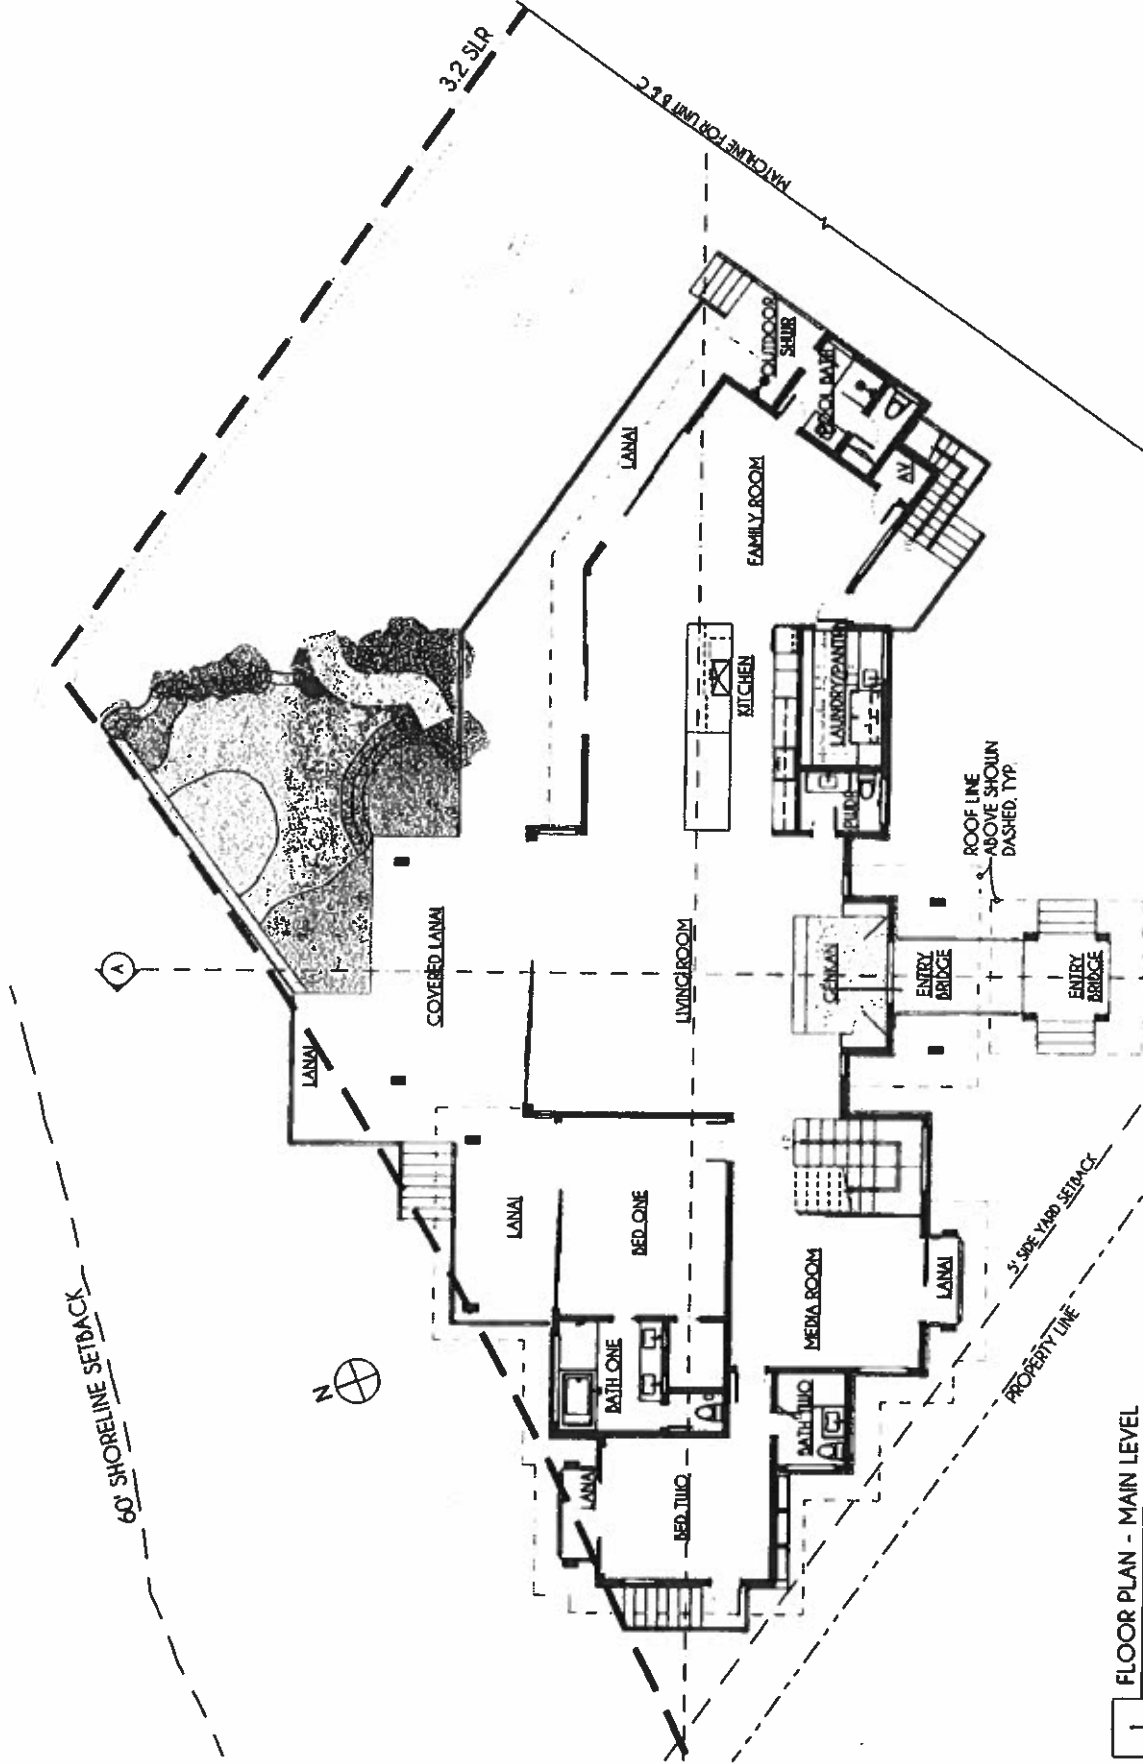 3.2 SLR
MATCHLINE FOR UNIT B & C
60' SHORELINE SETBACK
A
N
LANAI
COVERED LANAI
LANAI
LANAI
OUTDOOR
SHWR
POOL BATH
AV
FAMILY ROOM
KITCHEN
LAUNDRY/PANTRY
PUDR
LIVING ROOM
GENKAN
ENTRY
BRIDGE
ENTRY
BRIDGE
ROOF LINE
ABOVE SHOWN
DASHED, TYP.
BED ONE
BATH ONE
UP
MEDIA ROOM
LANAI
BATH TWO
LANAI
BED TWO
5' SIDE YARD SETBACK
PROPERTY LINE
1
FLOOR PLAN - MAIN LEVEL